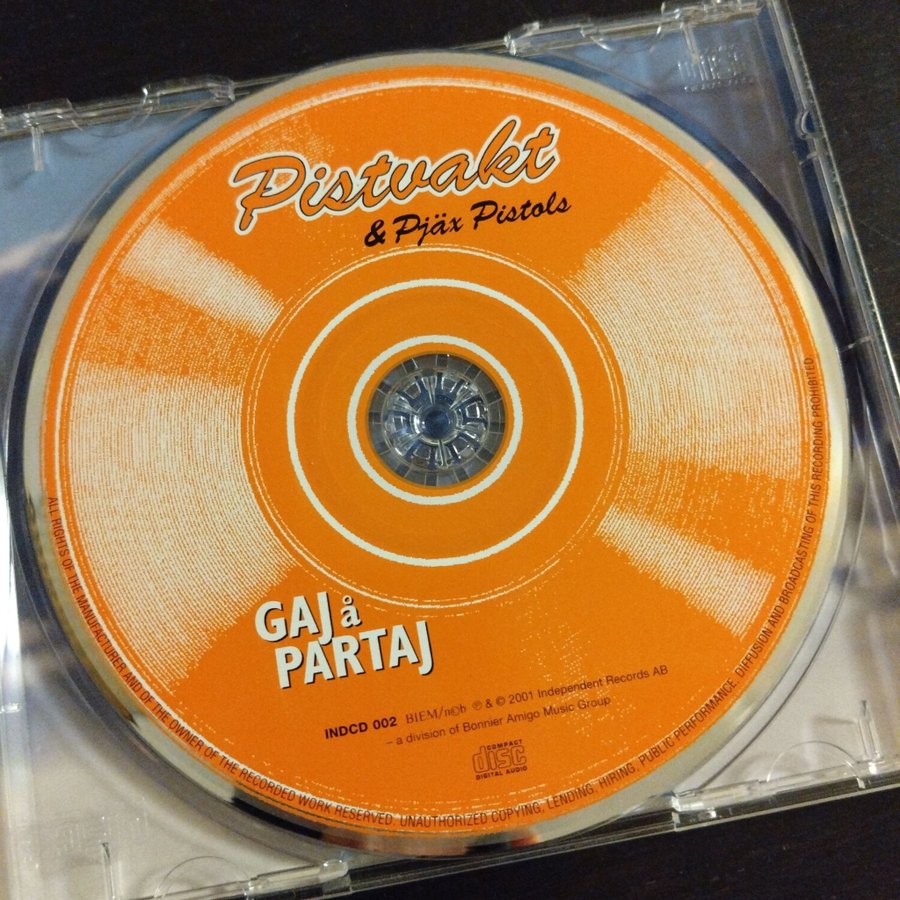 Pistvakt
& Pjäx Pistols
GAJ å
PARTAJ
INDCD 002 BIEM/n©b ℗ & © 2001 Independent Records AB
– a division of Bonnier Amigo Music Group
COMPACT
disc
DIGITAL AUDIO
ALL RIGHTS OF THE MANUFACTURER AND OF THE OWNER OF THE RECORDED WORK RESERVED. UNAUTHORIZED COPYING, LENDING, HIRING, PUBLIC PERFORMANCE, DIFFUSION AND BROADCASTING OF THIS RECORDING PROHIBITED